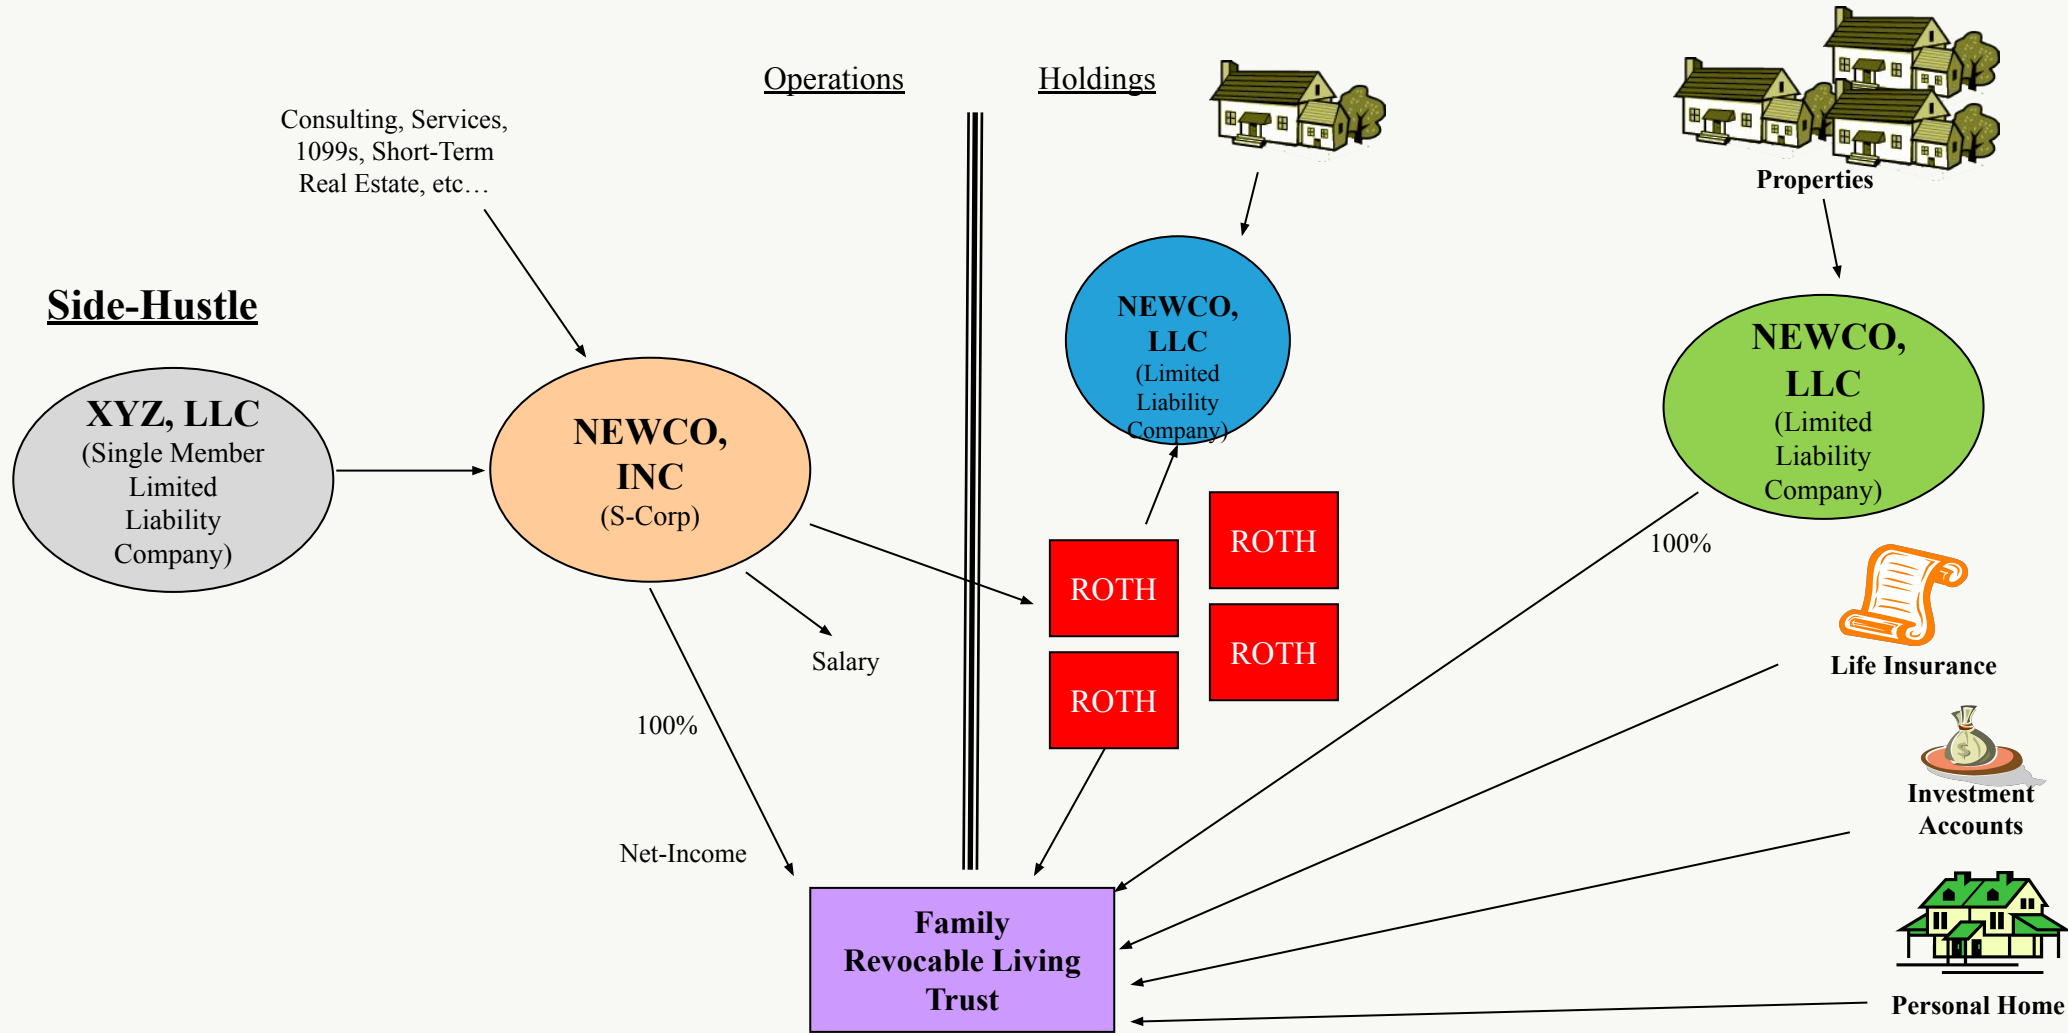 Operations
Holdings
Consulting, Services,
1099s, Short-Term
Real Estate, etc…
Properties
Side-Hustle
XYZ, LLC
(Single Member
Limited
Liability
Company)
NEWCO,
INC
(S-Corp)
NEWCO,
LLC
(Limited
Liability
Company)
NEWCO,
LLC
(Limited
Liability
Company)
ROTH
ROTH
ROTH
ROTH
100%
Salary
100%
Net-Income
Life Insurance
$
Investment
Accounts
Family
Revocable Living
Trust
Personal Home